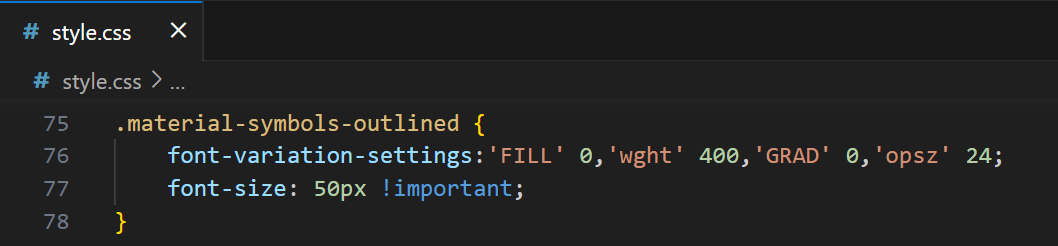 # style.css ×
# style.css > ...
75 .material-symbols-outlined {
76 font-variation-settings:'FILL' 0,'wght' 400,'GRAD' 0,'opsz' 24;
77 font-size: 50px !important;
78 }